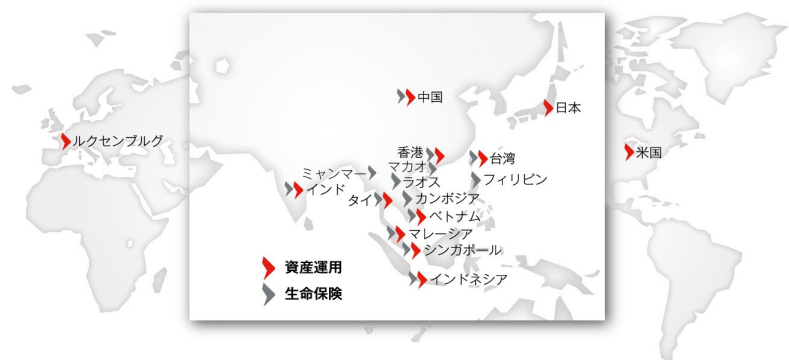 中国
日本
ルクセンブルグ
香港
台湾
米国
マカオ
ミャンマー
ラオス
フィリピン
インド
タイ
カンボジア
ベトナム
マレーシア
シンガポール
資産運用
インドネシア
生命保険